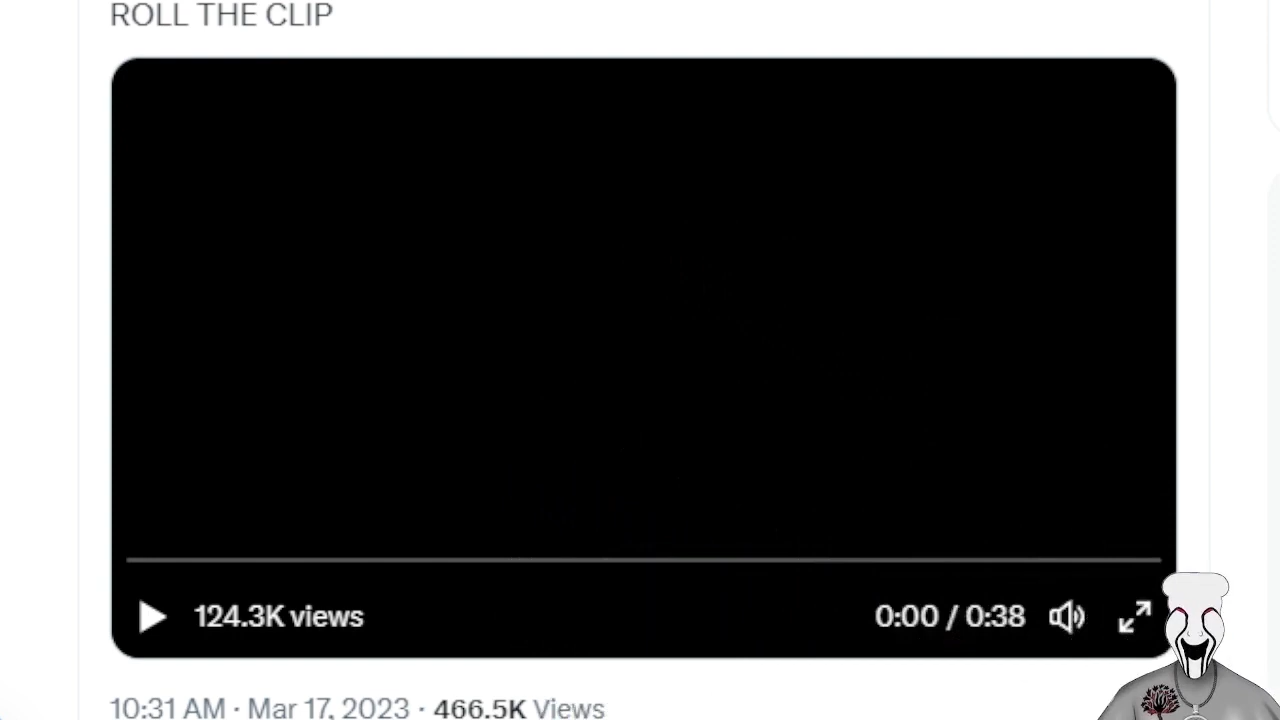 ROLL THE CLIP
124.3K views
0:00 / 0:38
10:31 AM · Mar 17, 2023 · 466.5K Views